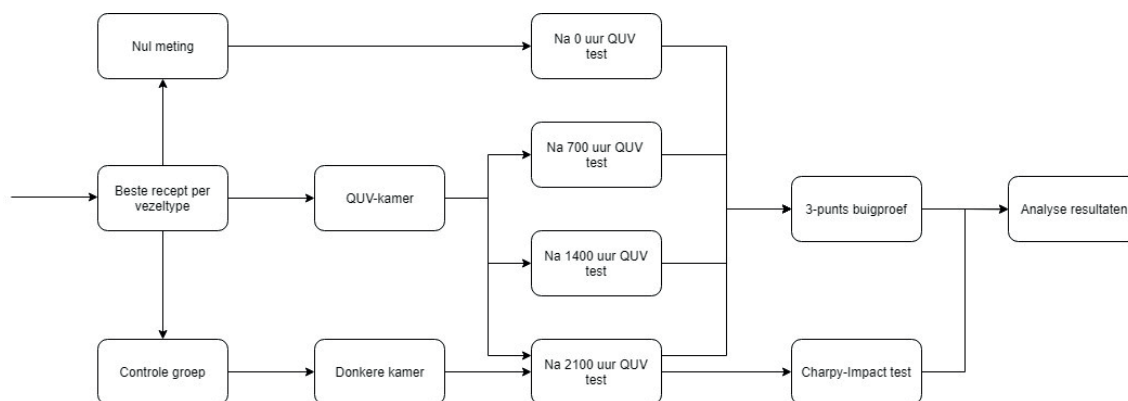 Nul meting
Na 0 uur QUV
test
Na 700 uur QUV
test
Beste recept per
vezeltype
QUV-kamer
3-punts buigproef
Analyse resultaten
Na 1400 uur QUV
test
Controle groep
Donkere kamer
Na 2100 uur QUV
test
Charpy-Impact test